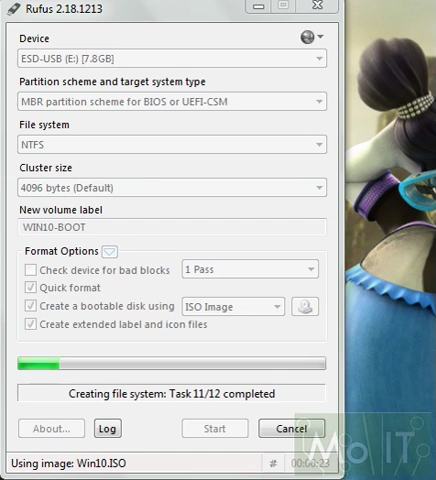 Rufus 2.18.1213
Device
ESD-USB (E:) [7.8GB]
Partition scheme and target system type
MBR partition scheme for BIOS or UEFI-CSM
File system
NTFS
Cluster size
4096 bytes (Default)
New volume label
WIN10-BOOT
Format Options
Check device for bad blocks 1 Pass
Quick format
Create a bootable disk using ISO Image
Create extended label and icon files
Creating file system: Task 11/12 completed
About... Log Start Cancel
Using image: Win10.ISO # 00:00:23
Mo IT